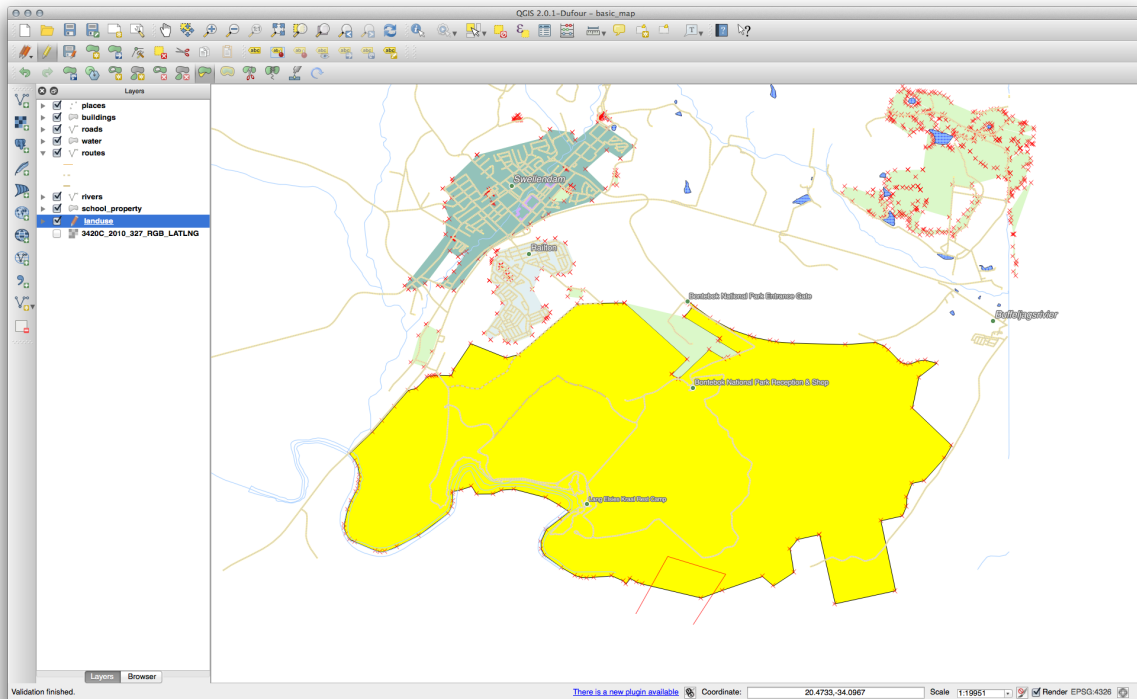 QGIS 2.0.1-Dufour - basic_map
Layers
places
buildings
roads
water
routes
rivers
school_property
landuse
3420C_2010_327_RGB_LATLNG
Swellendam
Railton
Bontebok National Park Entrance Gate
Buffeljagsrivier
Bontebok National Park Reception & Shop
Lang Elsies Kraal Rest Camp
Layers
Browser
Validation finished.
There is a new plugin available
Coordinate:
20.4733,-34.0967
Scale
1:19951
Render
EPSG:4326